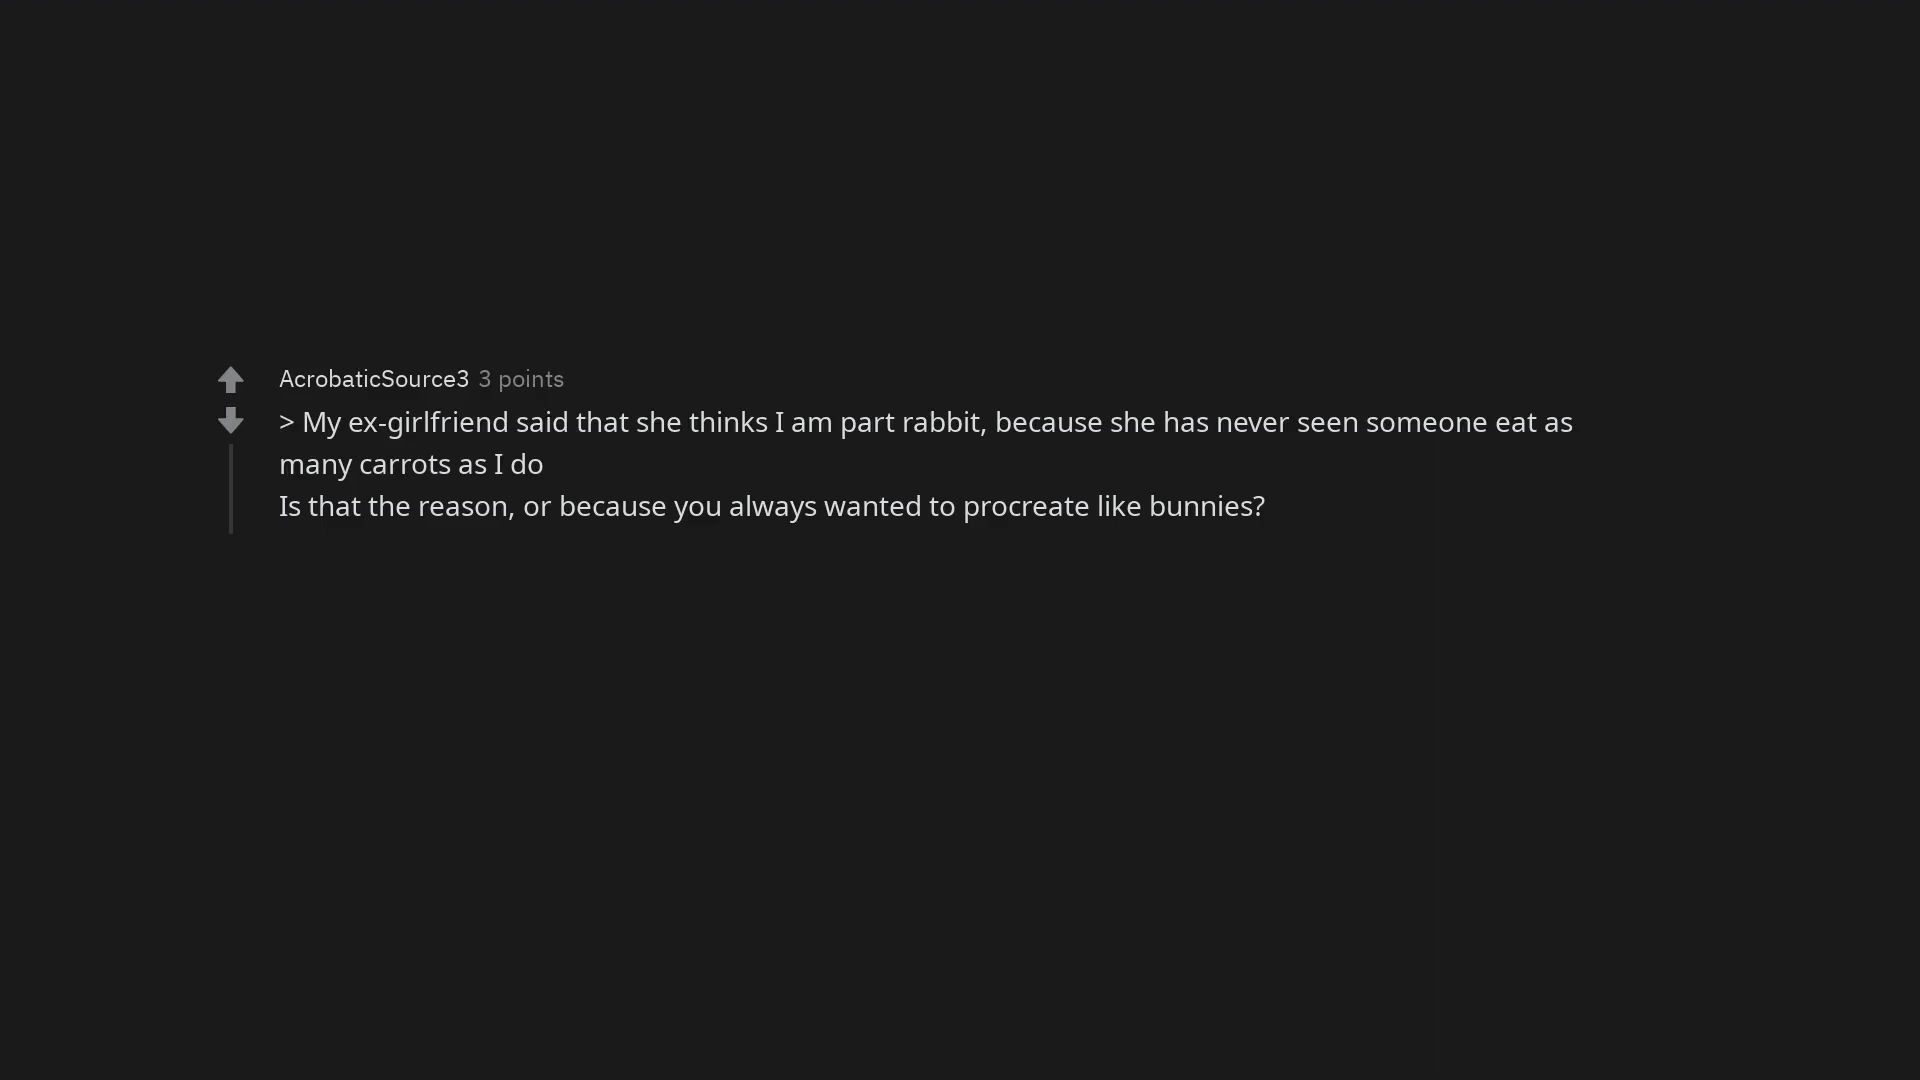 AcrobaticSource3 3 points
> My ex-girlfriend said that she thinks I am part rabbit, because she has never seen someone eat as
many carrots as I do
Is that the reason, or because you always wanted to procreate like bunnies?